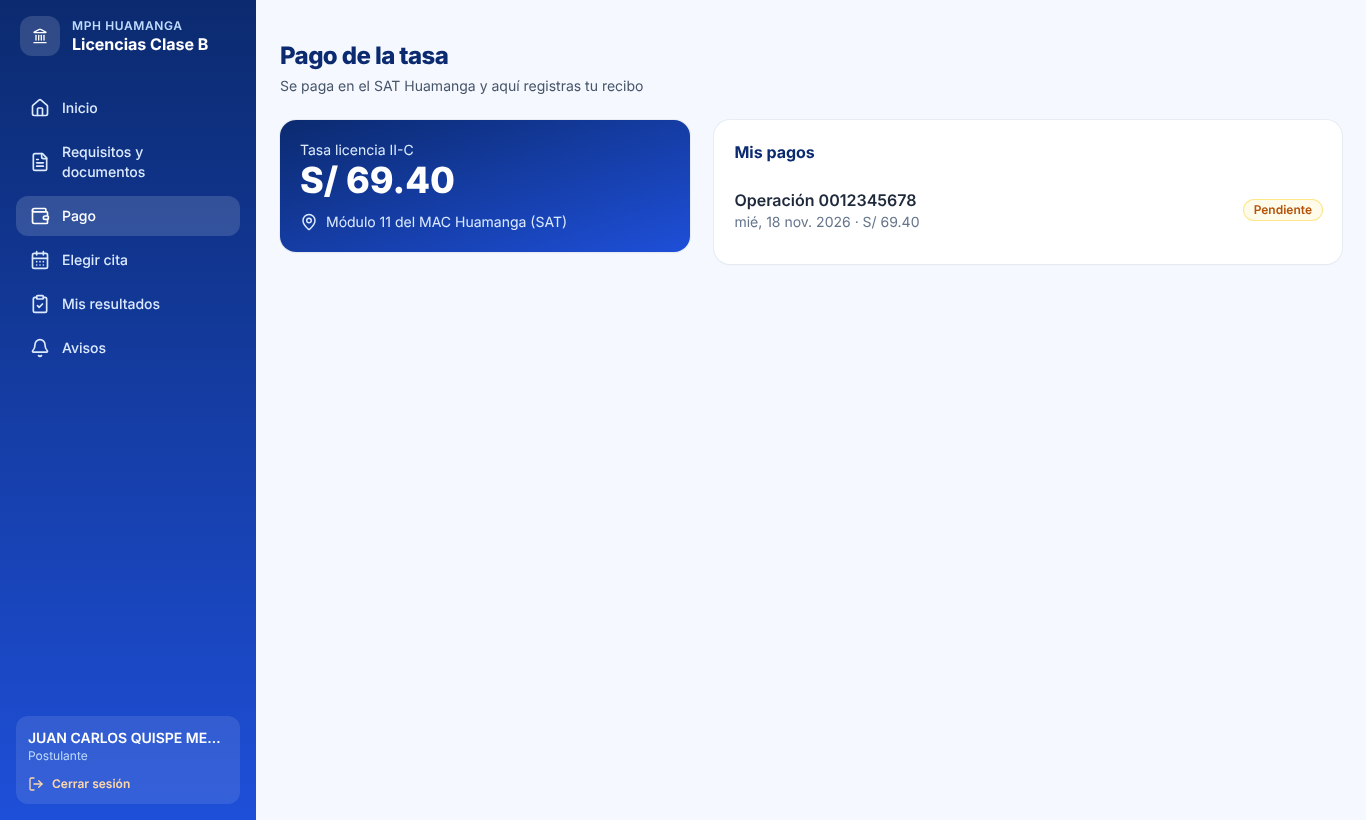 MPH HUAMANGA
Licencias Clase B
Inicio
Requisitos y
documentos
Pago
Elegir cita
Mis resultados
Avisos
JUAN CARLOS QUISPE ME...
Postulante
Cerrar sesión
Pago de la tasa
Se paga en el SAT Huamanga y aquí registras tu recibo
Tasa licencia II-C
S/ 69.40
Módulo 11 del MAC Huamanga (SAT)
Mis pagos
Operación 0012345678
mié, 18 nov. 2026 · S/ 69.40
Pendiente